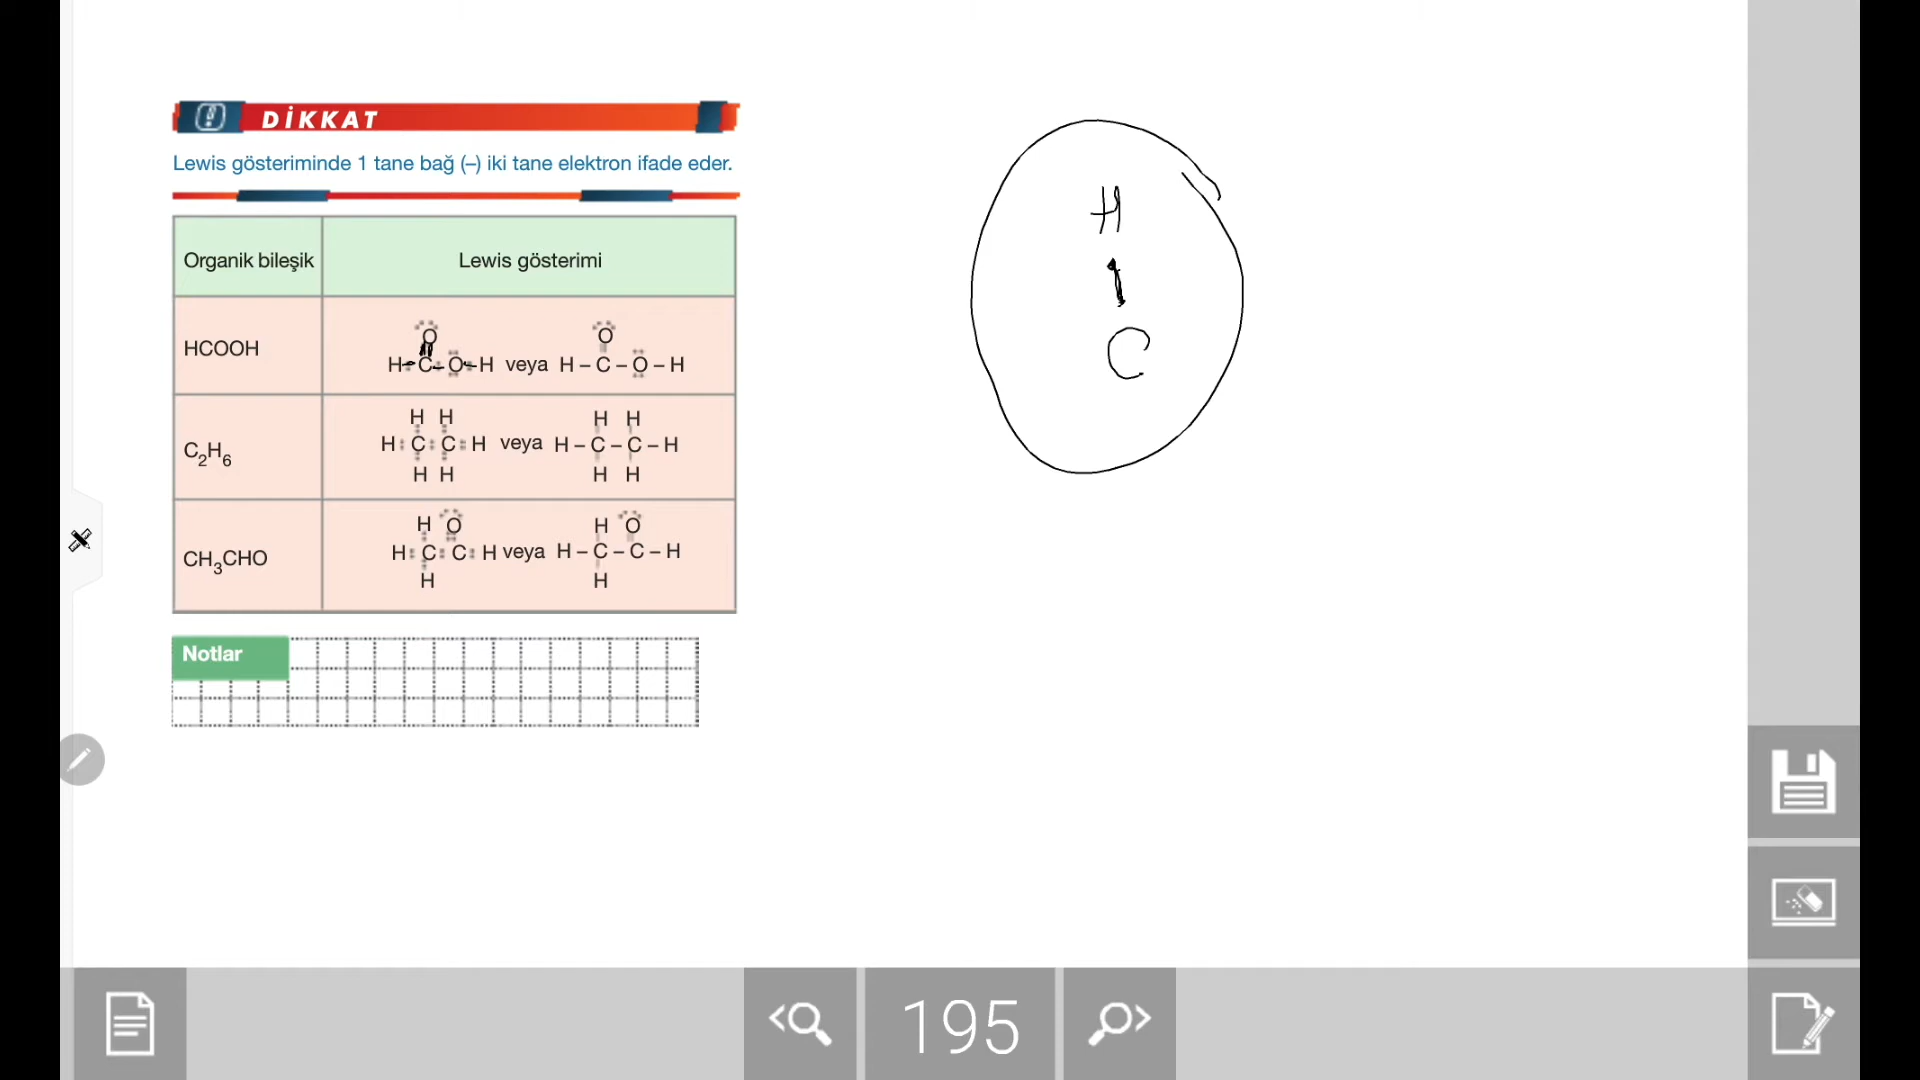 DİKKAT
Lewis gösteriminde 1 tane bağ (–) iki tane elektron ifade eder.
Organik bileşik Lewis gösterimi
O O
HCOOH H C O H veya H – C – O – H
H H H H
C2H6 H : C : C : H veya H – C – C – H
H H H H
H O H O
CH3CHO H : C : C : H veya H – C – C – H
H H
Notlar
H
C
195